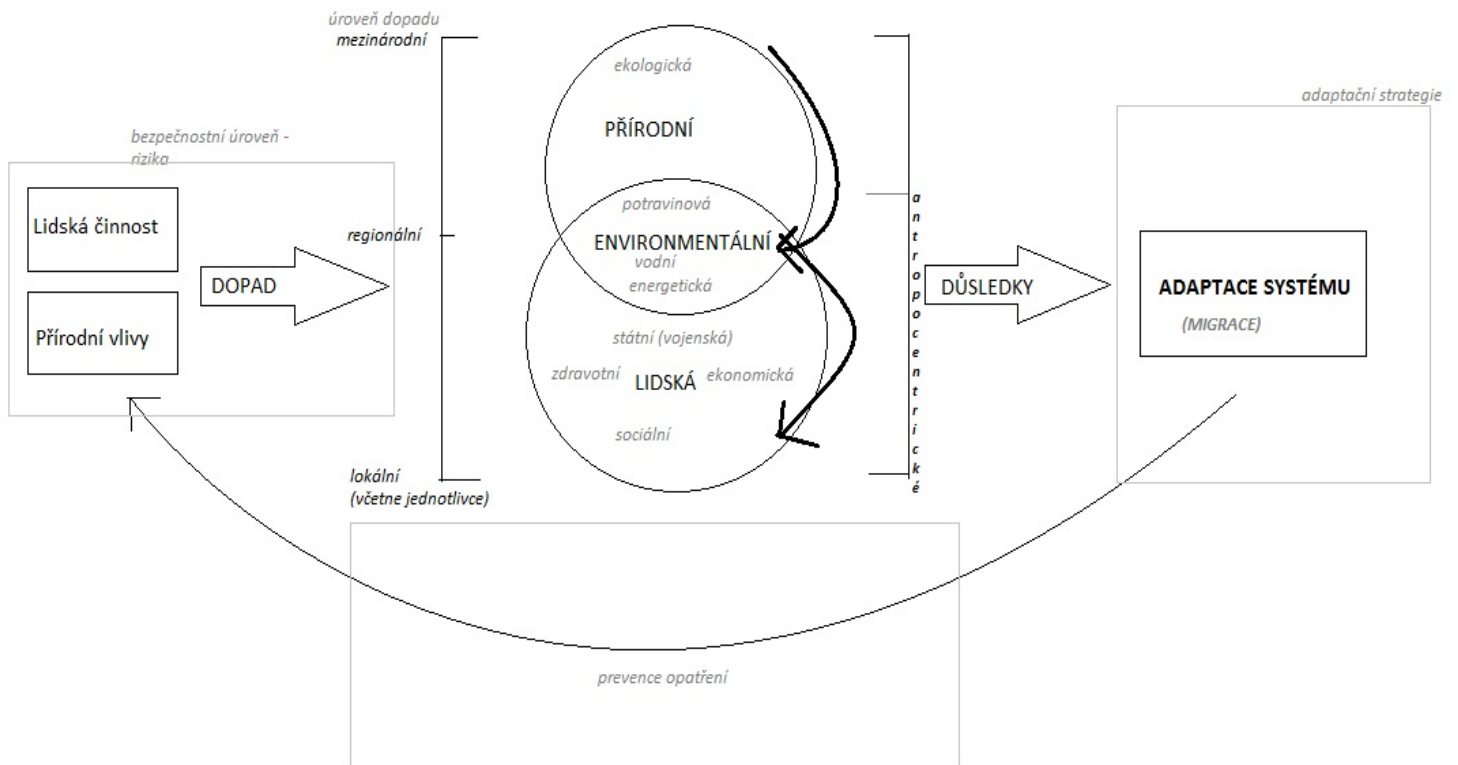 úroveň dopadu
mezinárodní
ekologická
adaptační strategie
bezpečnostní úroveň -
rizika
PŘÍRODNÍ
Lidská činnost
potravinová
regionální
ENVIRONMENTÁLNÍ
vodní
energetická
DOPAD
DŮSLEDKY
ADAPTACE SYSTÉMU
(MIGRACE)
Přírodní vlivy
státní (vojenská)
zdravotní
LIDSKÁ
ekonomická
sociální
antropocentrické
lokální
(včetne jednotlivce)
prevence opatření